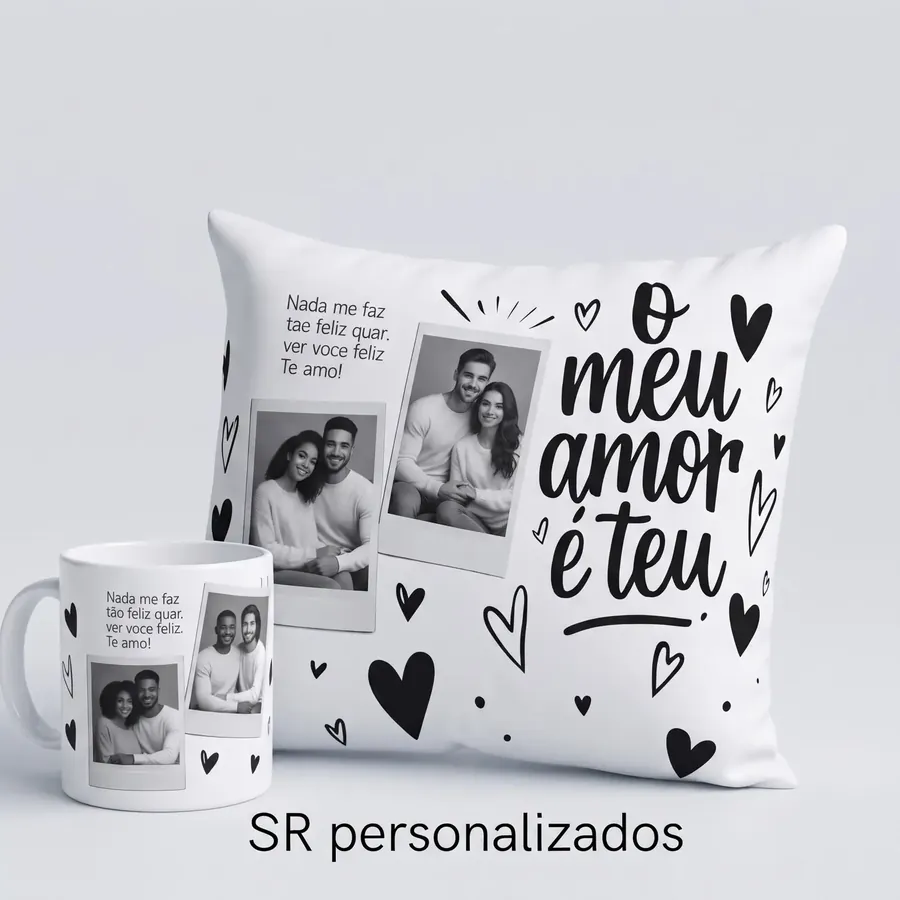 Nada me faz
tae feliz quar.
ver voce feliz
Te amo!
o
meu
amor
é teu
Nada me faz
tão feliz quar.
ver voce feliz.
Te amo!
SR personalizados